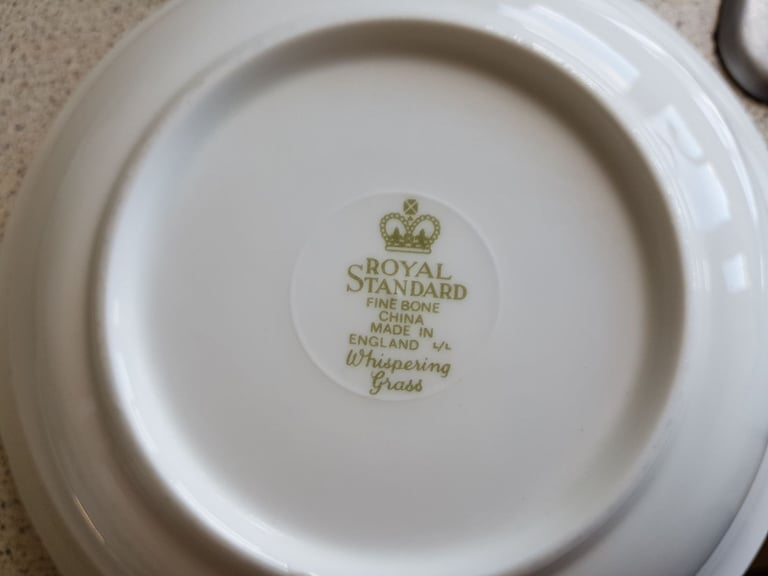 ROYAL
STANDARD
FINE BONE
CHINA
MADE IN
ENGLAND L/L
Whispering
Grass